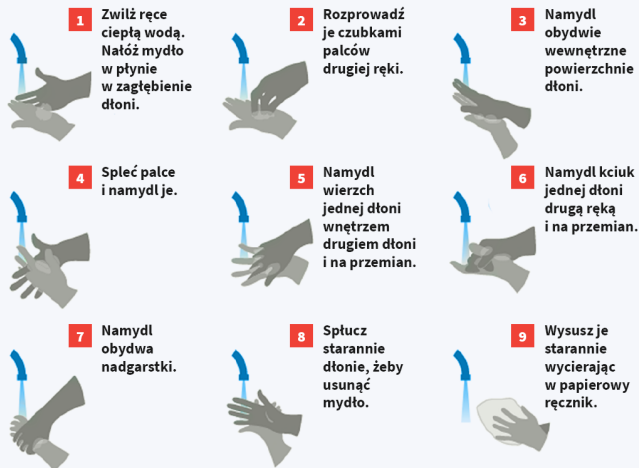 1
Zwilż ręce
ciepłą wodą.
Nałóż mydło
w płynie
w zagłębienie
dłoni.
2
Rozprowadź
je czubkami
palców
drugiej ręki.
3
Namydl
obydwie
wewnętrzne
powierzchnie
dłoni.
4
Spleć palce
i namydl je.
5
Namydl
wierzch
jednej dłoni
wnętrzem
drugiem dłoni
i na przemian.
6
Namydl kciuk
jednej dłoni
drugą ręką
i na przemian.
7
Namydl
obydwa
nadgarstki.
8
Spłucz
starannie
dłonie, żeby
usunąć
mydło.
9
Wysusz je
starannie
wycierając
w papierowy
ręcznik.